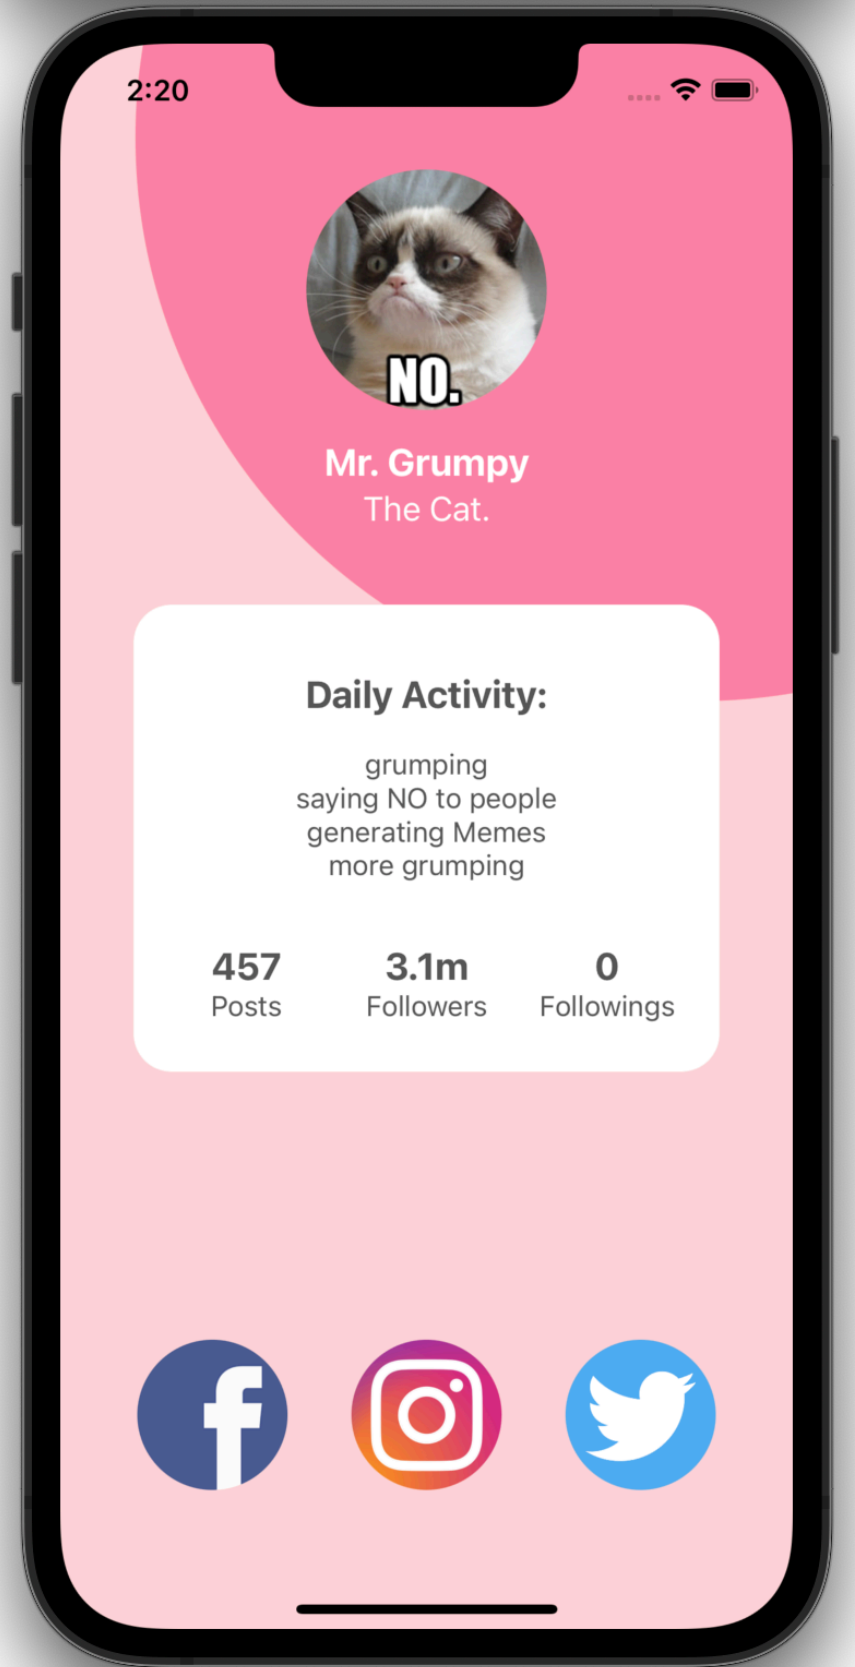 2:20
NO.
Mr. Grumpy
The Cat.
Daily Activity:
grumping
saying NO to people
generating Memes
more grumping
457 3.1m 0
Posts Followers Followings